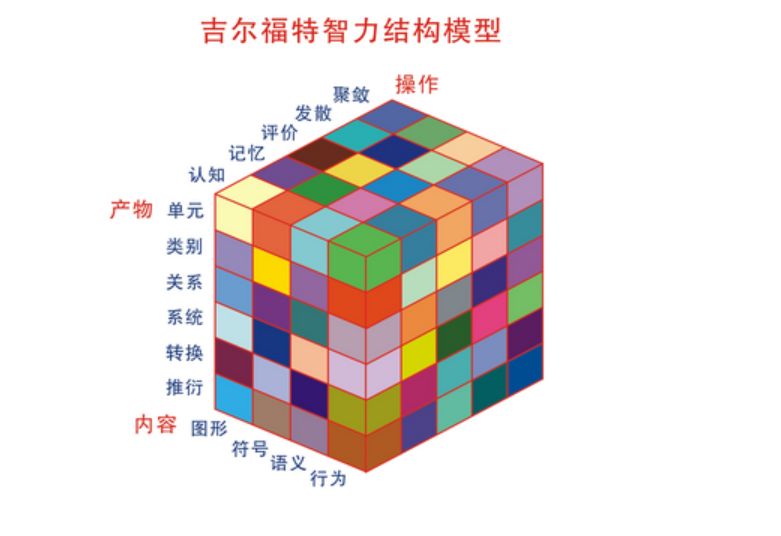 吉尔福特智力结构模型
操作
聚敛
发散
评价
记忆
认知
产物 单元
类别
关系
系统
转换
推衍
内容 图形
符号
语义
行为